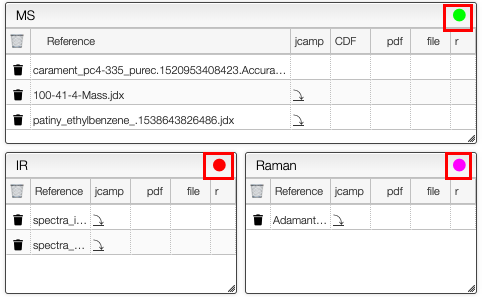 MS
Reference jcamp CDF pdf file r
carament_pc4-335_purec.1520953408423.Accura...
100-41-4-Mass.jdx
patiny_ethylbenzene_.1538643826486.jdx
IR
Reference jcamp pdf file r
spectra_i...
spectra_...
Raman
Reference jcamp pdf file r
Adamant...